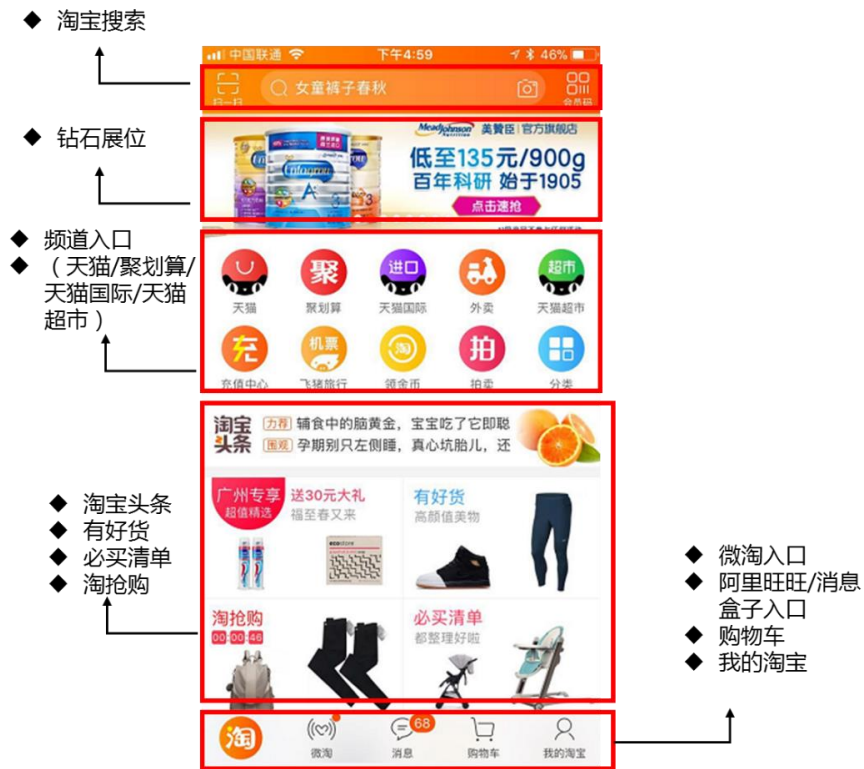 ◆ 淘宝搜索
中国联通 下午4:59 46%
扫一扫 女童裤子春秋 会员码
◆ 钻石展位
MeadJohnson Nutrition 美赞臣 官方旗舰店
Enfagrow A+ 3
低至135元/900g
百年科研 始于1905
点击速抢
◆ 频道入口
◆ （天猫/聚划算/
天猫国际/天猫
超市）
聚 进口 超市
天猫 聚划算 天猫国际 外卖 天猫超市
充 机票 淘 拍
充值中心 飞猪旅行 领金币 拍卖 分类
淘宝
头条
力荐 辅食中的脑黄金，宝宝吃了它即聪
围观 孕期别只左侧睡，真心坑胎儿，还
◆ 淘宝头条
◆ 有好货
◆ 必买清单
◆ 淘抢购
广州专享 送30元大礼 有好货
超值精选 福至春又来 高颜值美物
淘抢购 必买清单
00:00:46 都整理好啦
◆ 微淘入口
◆ 阿里旺旺/消息
盒子入口
◆ 购物车
◆ 我的淘宝
淘 68
微淘 消息 购物车 我的淘宝